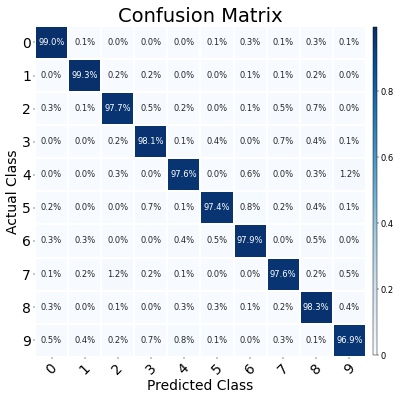 Confusion Matrix
0 99.0% 0.1% 0.0% 0.0% 0.0% 0.1% 0.3% 0.1% 0.3% 0.1%
1 0.0% 99.3% 0.2% 0.2% 0.0% 0.0% 0.1% 0.1% 0.2% 0.0%
2 0.3% 0.1% 97.7% 0.5% 0.2% 0.0% 0.1% 0.5% 0.7% 0.0%
3 0.0% 0.0% 0.2% 98.1% 0.1% 0.4% 0.0% 0.7% 0.4% 0.1%
4 0.0% 0.0% 0.3% 0.0% 97.6% 0.0% 0.6% 0.0% 0.3% 1.2%
5 0.2% 0.0% 0.0% 0.7% 0.1% 97.4% 0.8% 0.2% 0.4% 0.1%
6 0.3% 0.3% 0.0% 0.0% 0.4% 0.5% 97.9% 0.0% 0.5% 0.0%
7 0.1% 0.2% 1.2% 0.2% 0.1% 0.0% 0.0% 97.6% 0.2% 0.5%
8 0.3% 0.0% 0.1% 0.0% 0.3% 0.3% 0.1% 0.2% 98.3% 0.4%
9 0.5% 0.4% 0.2% 0.7% 0.8% 0.1% 0.0% 0.3% 0.1% 96.9%
0 1 2 3 4 5 6 7 8 9
Predicted Class
Actual Class
0.8
0.6
0.4
0.2
0